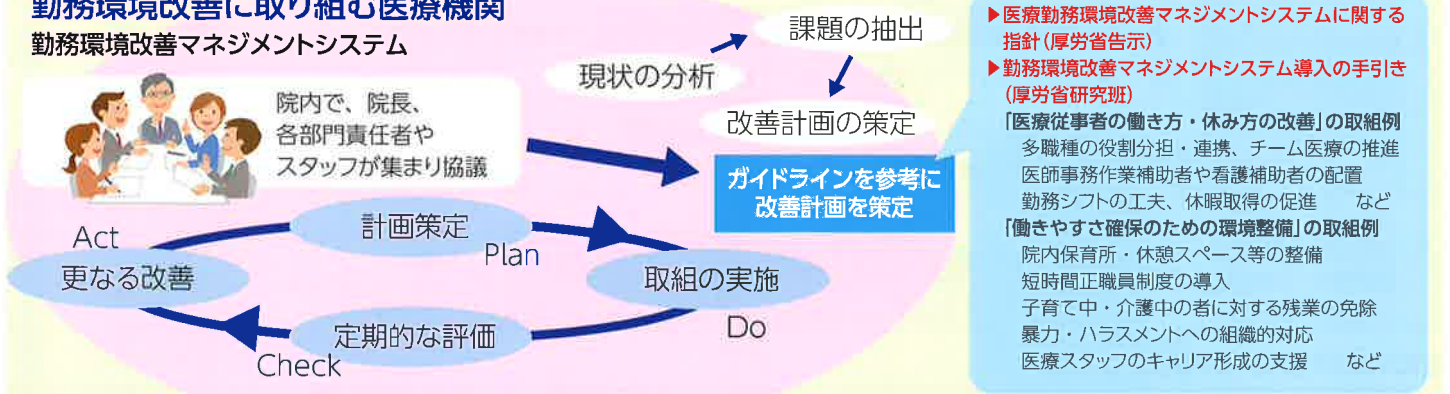 勤務環境改善に取り組む医療機関
勤務環境改善マネジメントシステム
院内で、院長、
各部門責任者や
スタッフが集まり協議
現状の分析
課題の抽出
改善計画の策定
ガイドラインを参考に
改善計画を策定
計画策定
Plan
取組の実施
Do
定期的な評価
Check
更なる改善
Act
▶医療勤務環境改善マネジメントシステムに関する
指針(厚労省告示)
▶勤務環境改善マネジメントシステム導入の手引き
(厚労省研究班)
「医療従事者の働き方・休み方の改善」の取組例
多職種の役割分担・連携、チーム医療の推進
医師事務作業補助者や看護補助者の配置
勤務シフトの工夫、休暇取得の促進 など
「働きやすさ確保のための環境整備」の取組例
院内保育所・休憩スペース等の整備
短時間正職員制度の導入
子育て中・介護中の者に対する残業の免除
暴力・ハラスメントへの組織的対応
医療スタッフのキャリア形成の支援 など